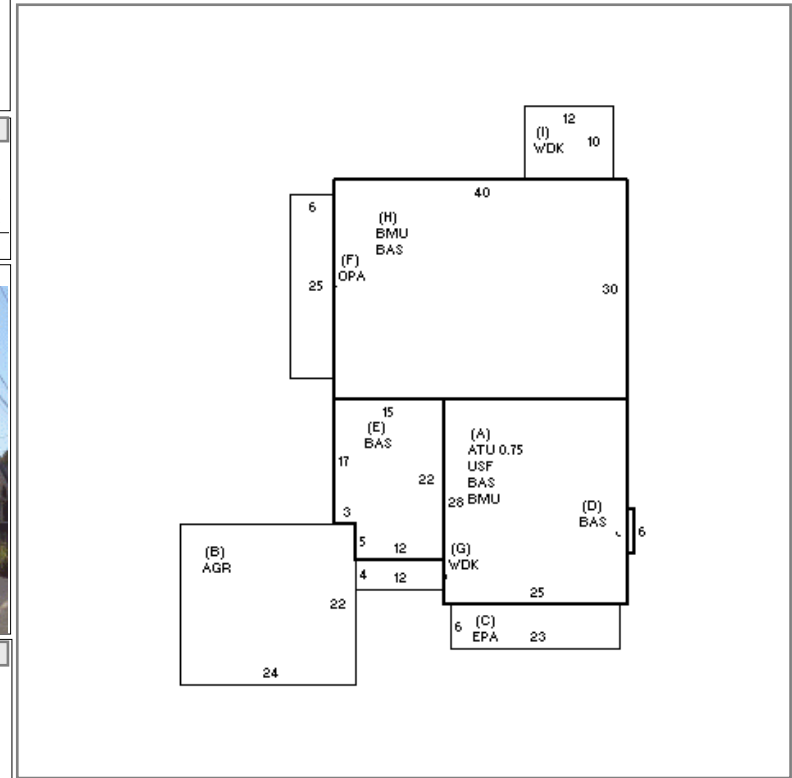 12
(I)
WDK
10
40
6
(H)
BMU
BAS
(F)
OPA
25
30
15
(E)
BAS
17
22
3
(A)
ATU 0.75
USF
BAS
BMU
28
(D)
BAS
6
5
12
(G)
WDK
4
12
(B)
AGR
22
25
6
(C)
EPA
23
24